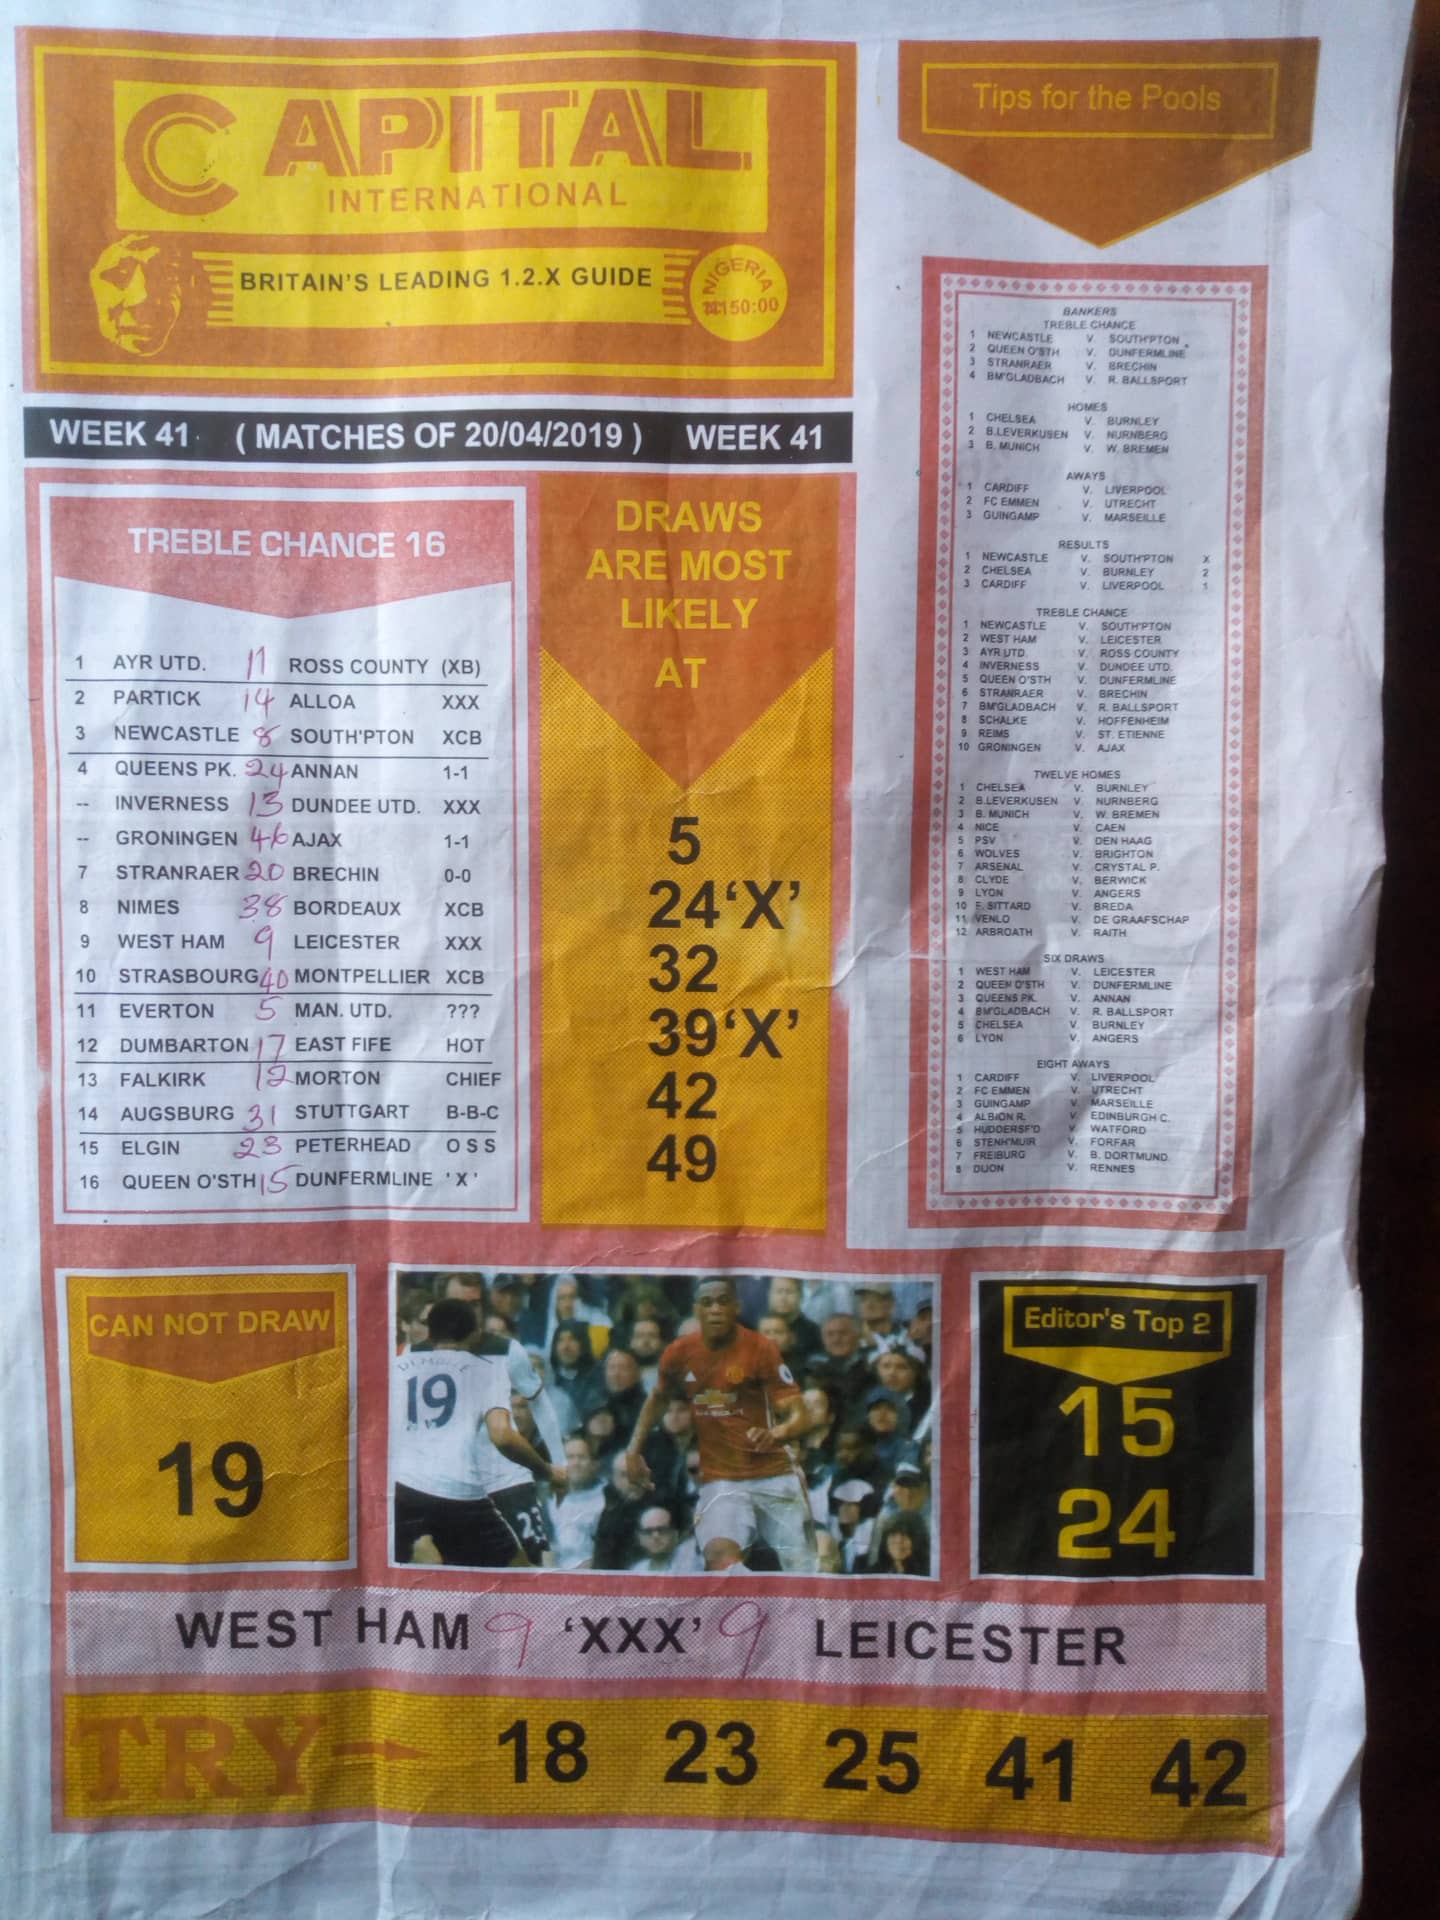 CAPITAL
INTERNATIONAL
BRITAIN'S LEADING 1.2.X GUIDE
NIGERIA
₦150:00
Tips for the Pools
WEEK 41 ( MATCHES OF 20/04/2019 ) WEEK 41
TREBLE CHANCE 16
1 AYR UTD. 11 ROSS COUNTY (XB)
2 PARTICK 14 ALLOA XXX
3 NEWCASTLE 8 SOUTH'PTON XCB
4 QUEENS PK. 24 ANNAN 1-1
-- INVERNESS 13 DUNDEE UTD. XXX
-- GRONINGEN 46 AJAX 1-1
7 STRANRAER 20 BRECHIN 0-0
8 NIMES 38 BORDEAUX XCB
9 WEST HAM 9 LEICESTER XXX
10 STRASBOURG 40 MONTPELLIER XCB
11 EVERTON 5 MAN. UTD. ???
12 DUMBARTON 17 EAST FIFE HOT
13 FALKIRK 12 MORTON CHIEF
14 AUGSBURG 31 STUTTGART B-B-C
15 ELGIN 23 PETERHEAD O S S
16 QUEEN O'STH 15 DUNFERMLINE 'X'
DRAWS
ARE MOST
LIKELY
AT
5
24 'X'
32
39 'X'
42
49
BANKERS
TREBLE CHANCE
1 NEWCASTLE V. SOUTH'PTON
2 QUEEN O'STH V. DUNFERMLINE
3 STRANRAER V. BRECHIN
4 BM'GLADBACH V. R. BALLSPORT
HOMES
1 CHELSEA V. BURNLEY
2 B.LEVERKUSEN V. NURNBERG
3 B. MUNICH V. W. BREMEN
AWAYS
1 CARDIFF V. LIVERPOOL
2 FC EMMEN V. UTRECHT
3 GUINGAMP V. MARSEILLE
RESULTS
1 NEWCASTLE V. SOUTH'PTON X
2 CHELSEA V. BURNLEY 2
3 CARDIFF V. LIVERPOOL 1
TREBLE CHANCE
1 NEWCASTLE V. SOUTH'PTON
2 WEST HAM V. LEICESTER
3 AYR UTD. V. ROSS COUNTY
4 INVERNESS V. DUNDEE UTD.
5 QUEEN O'STH V. DUNFERMLINE
6 STRANRAER V. BRECHIN
7 BM'GLADBACH V. R. BALLSPORT
8 SCHALKE V. HOFFENHEIM
9 REIMS V. ST. ETIENNE
10 GRONINGEN V. AJAX
TWELVE HOMES
1 CHELSEA V. BURNLEY
2 B.LEVERKUSEN V. NURNBERG
3 B. MUNICH V. W. BREMEN
4 NICE V. CAEN
5 PSV V. DEN HAAG
6 WOLVES V. BRIGHTON
7 ARSENAL V. CRYSTAL P.
8 CLYDE V. BERWICK
9 LYON V. ANGERS
10 F. SITTARD V. BREDA
11 VENLO V. DE GRAAFSCHAP
12 ARBROATH V. RAITH
SIX DRAWS
1 WEST HAM V. LEICESTER
2 QUEEN O'STH V. DUNFERMLINE
3 QUEENS PK. V. ANNAN
4 BM'GLADBACH V. R. BALLSPORT
5 CHELSEA V. BURNLEY
6 LYON V. ANGERS
EIGHT AWAYS
1 CARDIFF V. LIVERPOOL
2 FC EMMEN V. UTRECHT
3 GUINGAMP V. MARSEILLE
4 ALBION R. V. EDINBURGH C.
5 HUDDERSF'D V. WATFORD
6 STENH'MUIR V. FORFAR
7 FREIBURG V. B. DORTMUND
8 DIJON V. RENNES
CAN NOT DRAW
19
19
23
Editor's Top 2
15
24
WEST HAM 9 'XXX' 9 LEICESTER
TRY 18 23 25 41 42